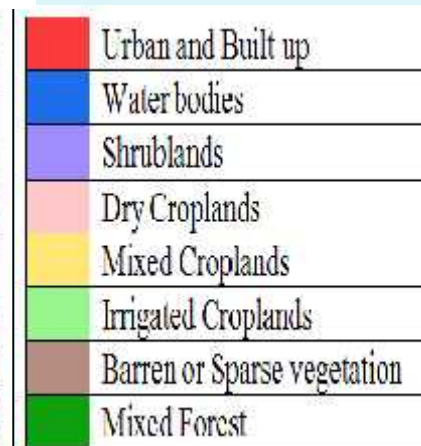 Urban and Built up
Water bodies
Shrublands
Dry Croplands
Mixed Croplands
Irrigated Croplands
Barren or Sparse vegetation
Mixed Forest